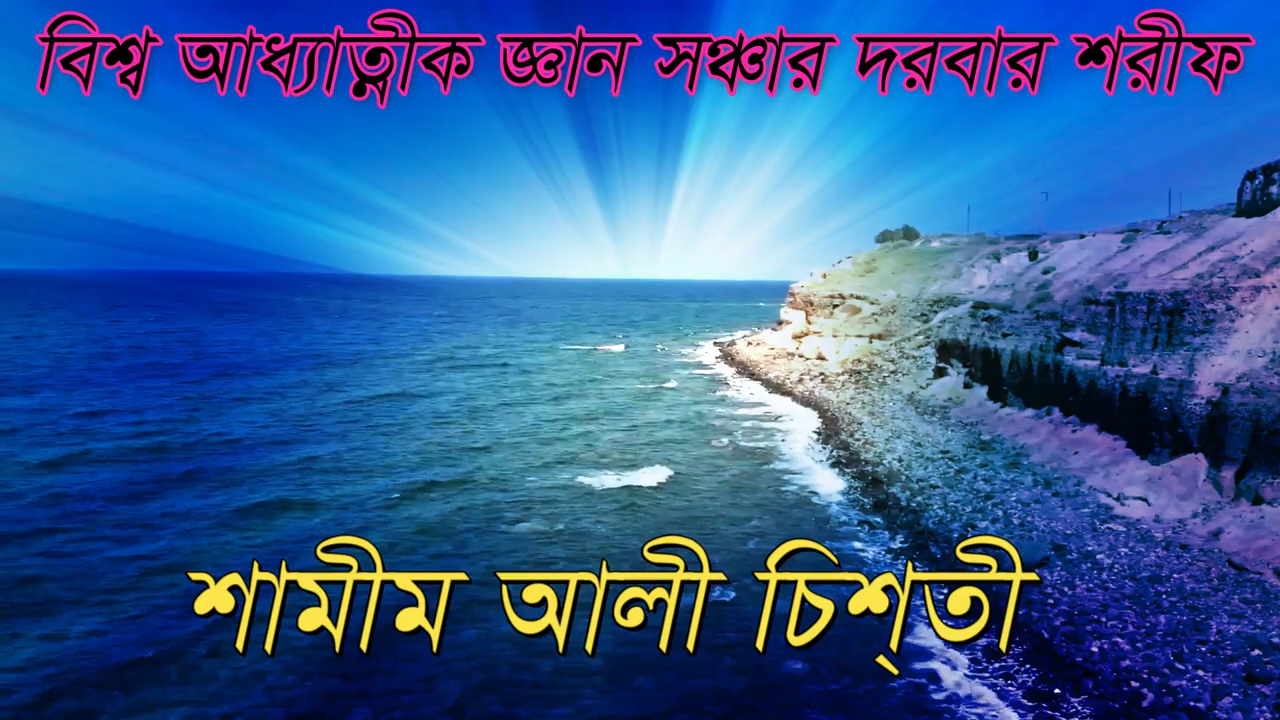 বিশ্ব আধ্যাত্নীক জ্ঞান সঞ্চার দরবার শরীফ
শামীম আলী চিশ্‌তী